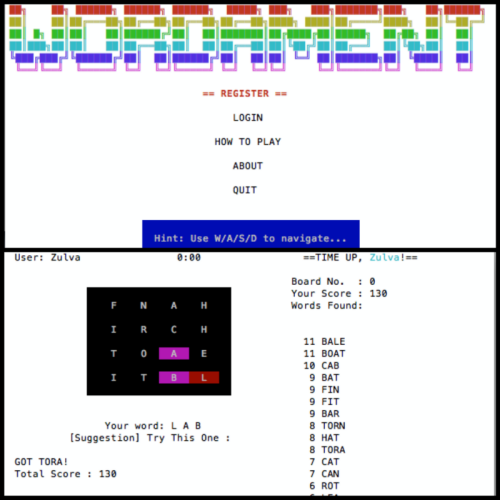 == REGISTER ==
LOGIN
HOW TO PLAY
ABOUT
QUIT
Hint: Use W/A/S/D to navigate...
User: Zulva 0:00
F N A H
I R C H
T O A E
I T B L
Your word: L A B
[Suggestion] Try This One :
GOT TORA!
Total Score : 130
==TIME UP, Zulva!==
Board No. : 0
Your Score : 130
Words Found:
11 BALE
11 BOAT
10 CAB
9 BAT
9 FIN
9 FIT
9 BAR
8 TORN
8 HAT
8 TORA
7 CAT
7 CAN
6 ROT